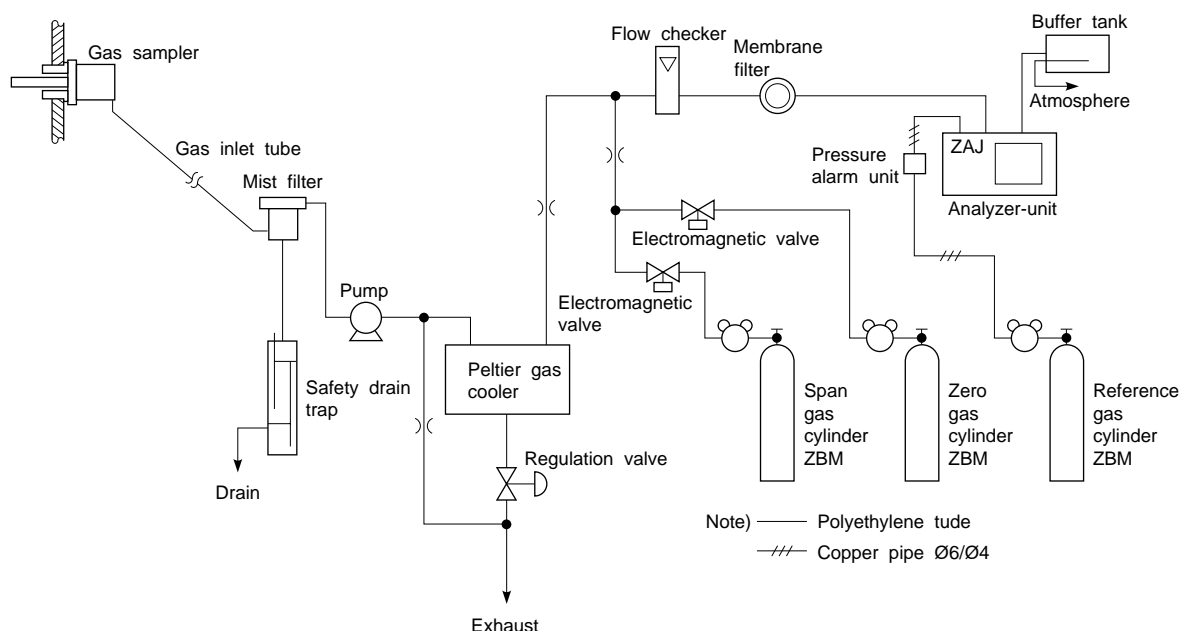 Gas sampler
Gas inlet tube
Mist filter
Safety drain
trap
Drain
Pump
Peltier gas
cooler
Regulation valve
Exhaust
Flow checker
Membrane
filter
Buffer tank
Atmosphere
Pressure
alarm unit
ZAJ
Analyzer-unit
Electromagnetic valve
Electromagnetic
valve
Span
gas
cylinder
ZBM
Zero
gas
cylinder
ZBM
Reference
gas
cylinder
ZBM
Note) Polyethylene tude
Copper pipe Ø6/Ø4